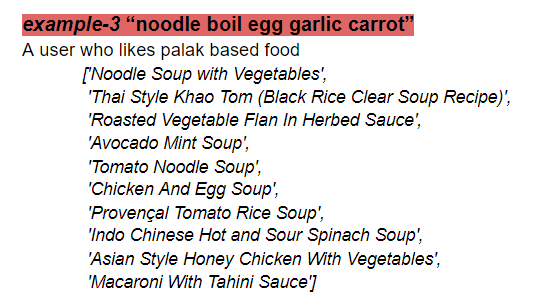 example-3 “noodle boil egg garlic carrot”
A user who likes palak based food
['Noodle Soup with Vegetables',
'Thai Style Khao Tom (Black Rice Clear Soup Recipe)',
'Roasted Vegetable Flan In Herbed Sauce',
'Avocado Mint Soup',
'Tomato Noodle Soup',
'Chicken And Egg Soup',
'Provençal Tomato Rice Soup',
'Indo Chinese Hot and Sour Spinach Soup',
'Asian Style Honey Chicken With Vegetables',
'Macaroni With Tahini Sauce']